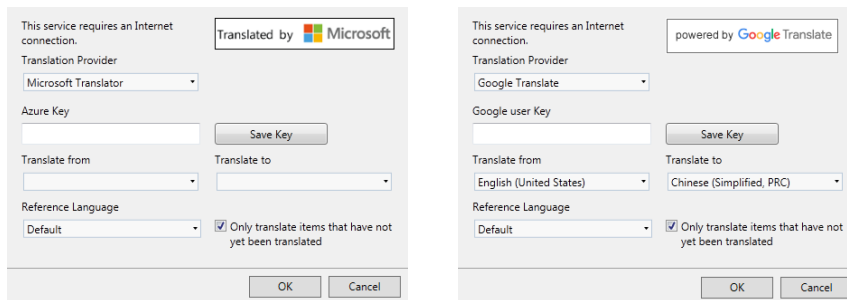 This service requires an Internet
connection.
Translated by Microsoft
Translation Provider
Microsoft Translator
Azure Key
Save Key
Translate from
Translate to
Reference Language
Default
Only translate items that have not
yet been translated
OK
Cancel
This service requires an Internet
connection.
powered by Google Translate
Translation Provider
Google Translate
Google user Key
Save Key
Translate from
Translate to
English (United States)
Chinese (Simplified, PRC)
Reference Language
Default
Only translate items that have not
yet been translated
OK
Cancel